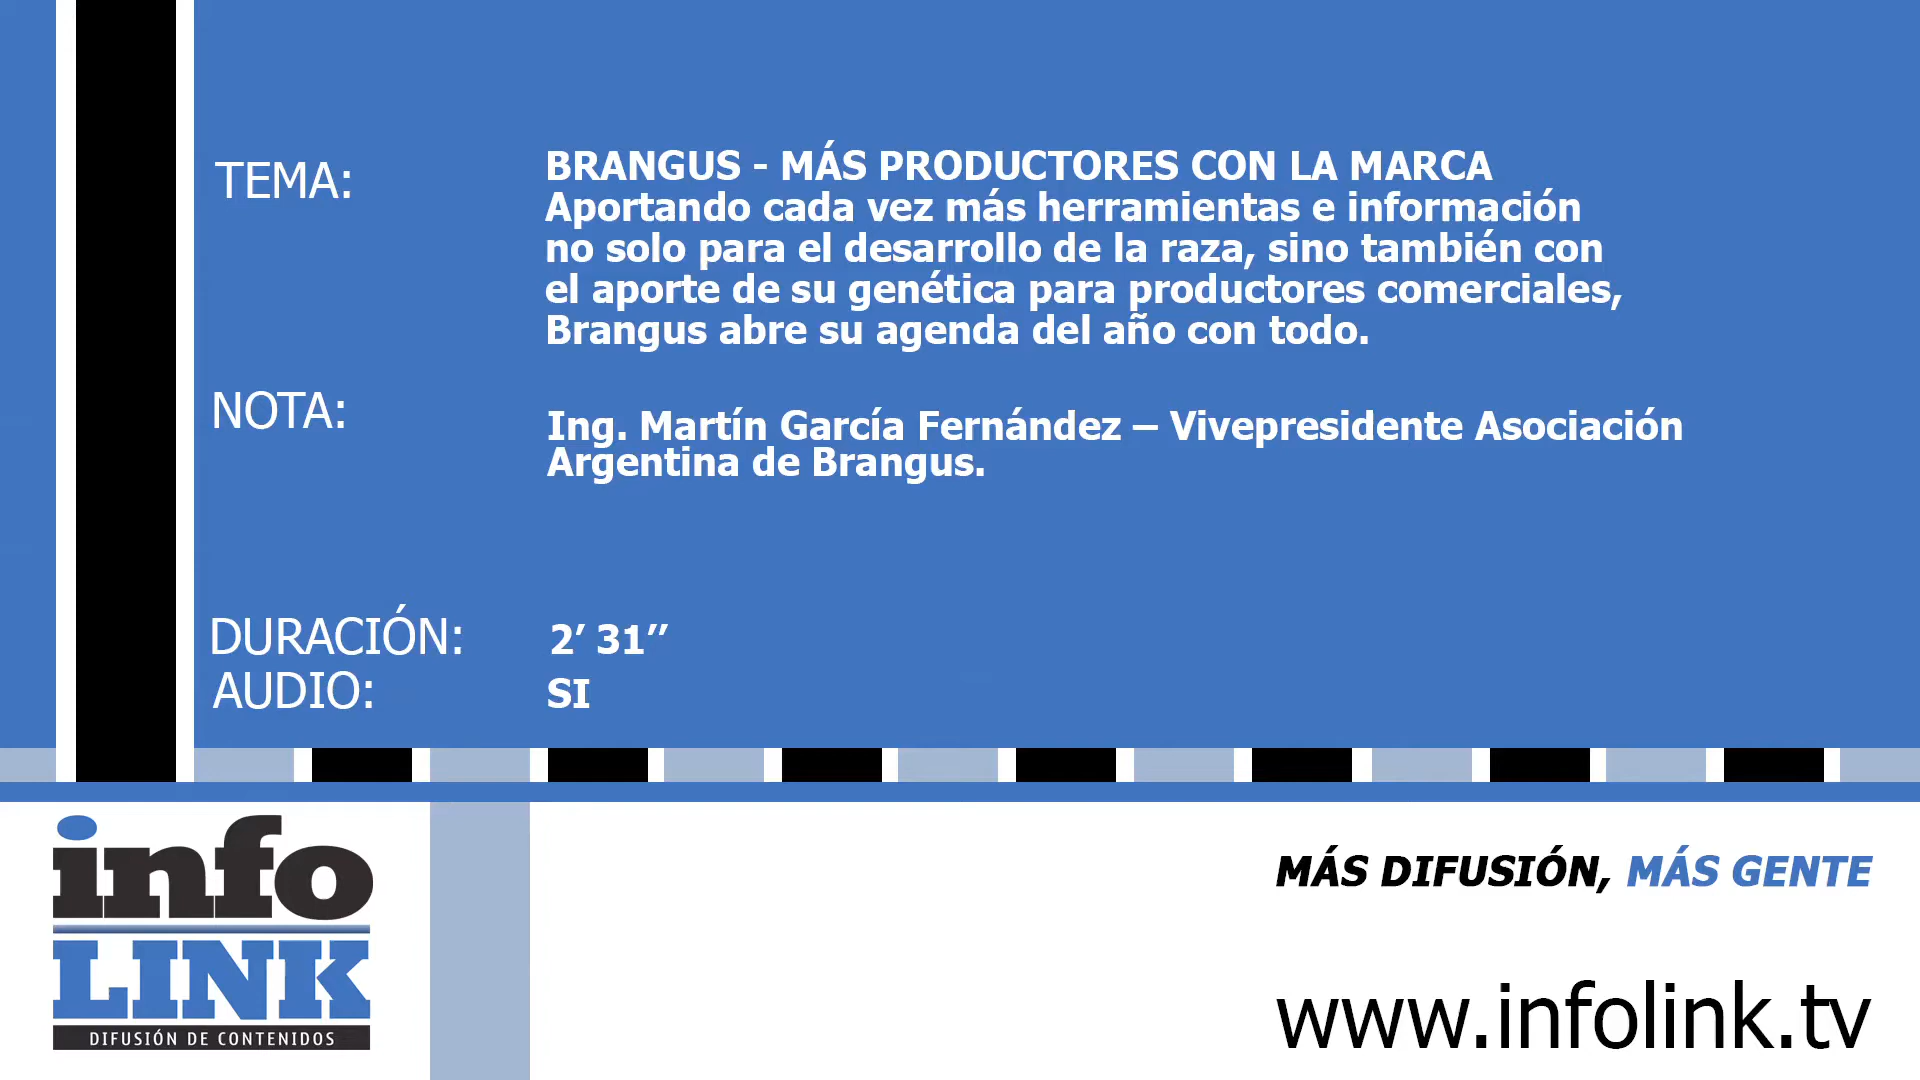 TEMA:
BRANGUS - MÁS PRODUCTORES CON LA MARCA
Aportando cada vez más herramientas e información
no solo para el desarrollo de la raza, sino también con
el aporte de su genética para productores comerciales,
Brangus abre su agenda del año con todo.
NOTA:
Ing. Martín García Fernández – Vivepresidente Asociación
Argentina de Brangus.
DURACIÓN:
2’ 31’’
AUDIO:
SI
info
LINK
DIFUSIÓN DE CONTENIDOS
MÁS DIFUSIÓN, MÁS GENTE
www.infolink.tv